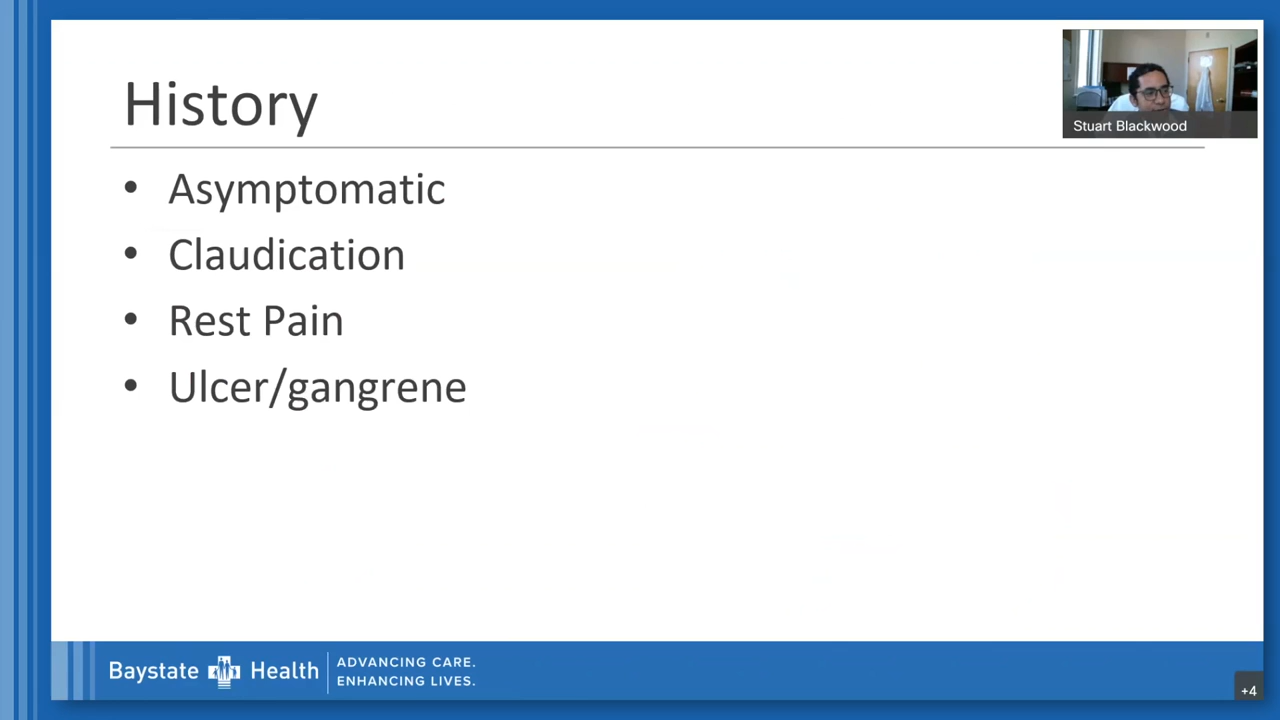 History
Stuart Blackwood
• Asymptomatic
• Claudication
• Rest Pain
• Ulcer/gangrene
Baystate Health
ADVANCING CARE.
ENHANCING LIVES.
+4